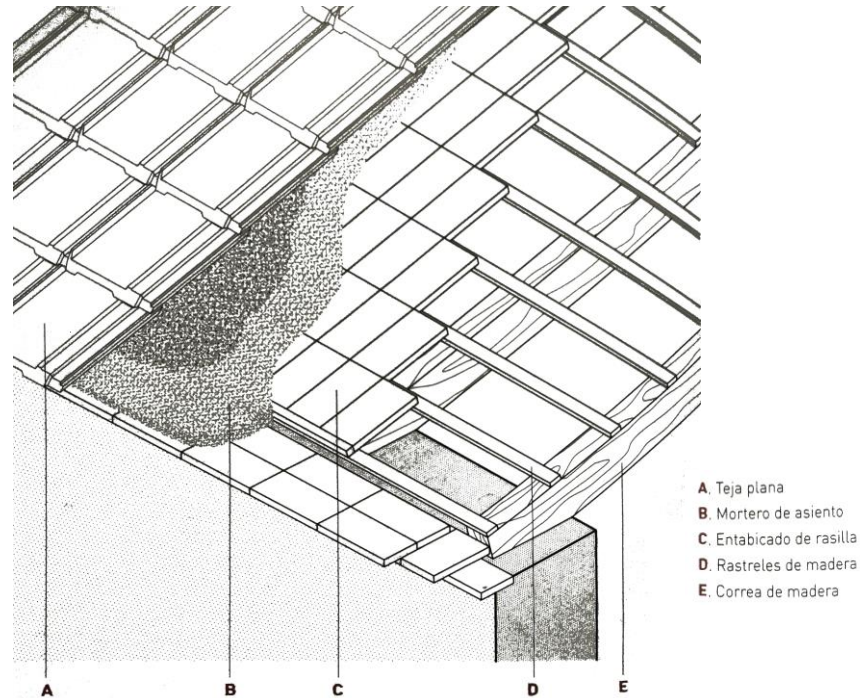 A. Teja plana
B. Mortero de asiento
C. Entabicado de rasilla
D. Rastreles de madera
E. Correa de madera
A B C D E